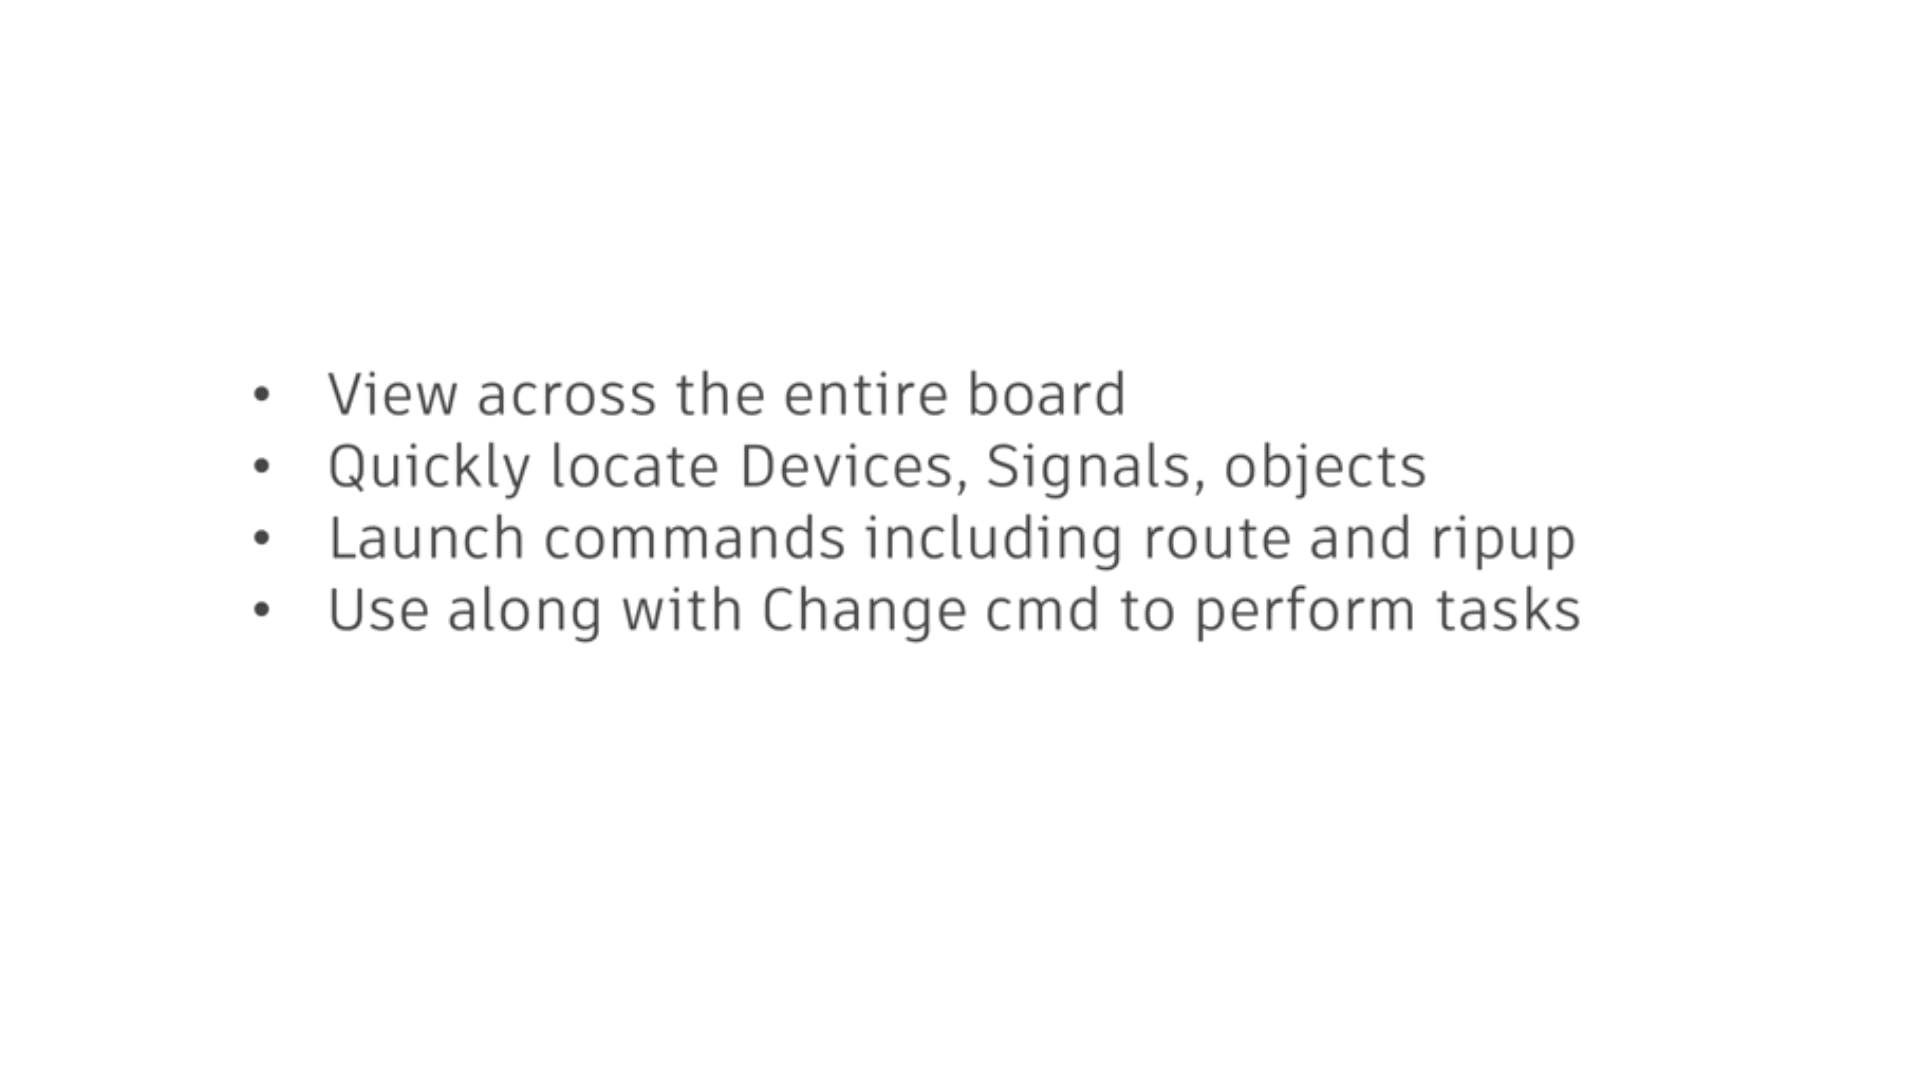 • View across the entire board
• Quickly locate Devices, Signals, objects
• Launch commands including route and ripup
• Use along with Change cmd to perform tasks